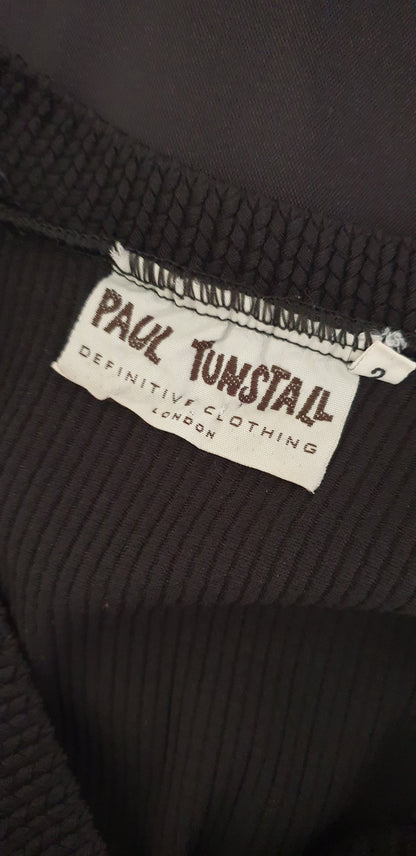 PAUL TUNSTALL
DEFINITIVE CLOTHING
LONDON
2